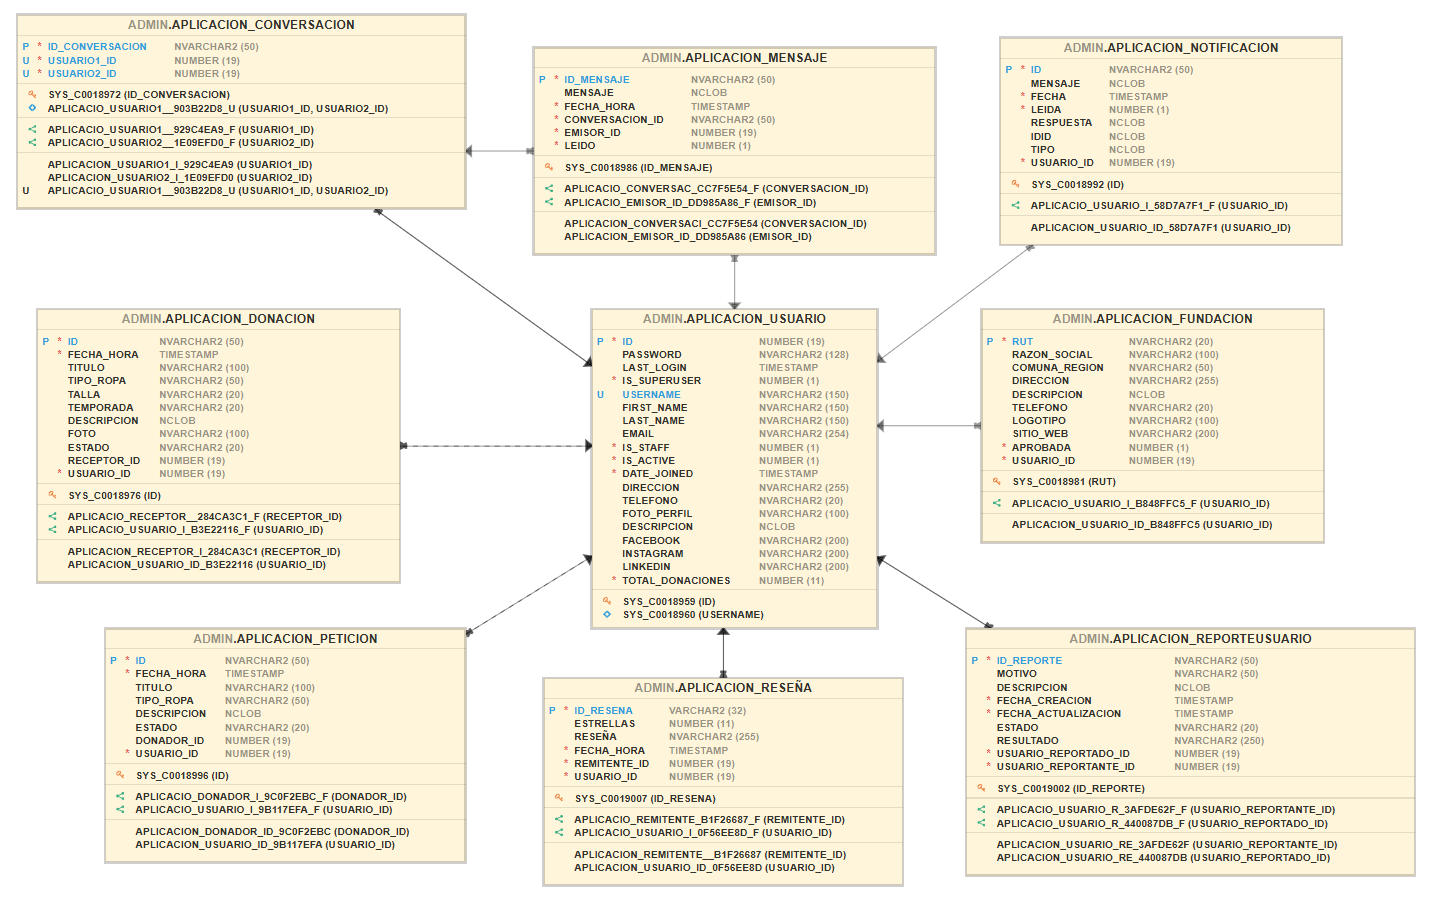 ADMIN.APLICACION_CONVERSACION
P * ID_CONVERSACION NVARCHAR2 (50)
U * USUARIO1_ID NUMBER (19)
U * USUARIO2_ID NUMBER (19)
SYS_C0018972 (ID_CONVERSACION)
APLICACIO_USUARIO1__903B22D8_U (USUARIO1_ID, USUARIO2_ID)
APLICACIO_USUARIO1__929C4EA9_F (USUARIO1_ID)
APLICACIO_USUARIO2__1E09EFD0_F (USUARIO2_ID)
APLICACION_USUARIO1_I_929C4EA9 (USUARIO1_ID)
APLICACION_USUARIO2_I_1E09EFD0 (USUARIO2_ID)
U APLICACIO_USUARIO1__903B22D8_U (USUARIO1_ID, USUARIO2_ID)
ADMIN.APLICACION_MENSAJE
P * ID_MENSAJE NVARCHAR2 (50)
MENSAJE NCLOB
* FECHA_HORA TIMESTAMP
* CONVERSACION_ID NVARCHAR2 (50)
* EMISOR_ID NUMBER (19)
* LEIDO NUMBER (1)
SYS_C0018986 (ID_MENSAJE)
APLICACIO_CONVERSAC_CC7F5E54_F (CONVERSACION_ID)
APLICACIO_EMISOR_ID_DD985A86_F (EMISOR_ID)
APLICACION_CONVERSACI_CC7F5E54 (CONVERSACION_ID)
APLICACION_EMISOR_ID_DD985A86 (EMISOR_ID)
ADMIN.APLICACION_NOTIFICACION
P * ID NVARCHAR2 (50)
MENSAJE NCLOB
* FECHA TIMESTAMP
* LEIDA NUMBER (1)
RESPUESTA NCLOB
IDID NCLOB
TIPO NCLOB
* USUARIO_ID NUMBER (19)
SYS_C0018992 (ID)
APLICACIO_USUARIO_I_58D7A7F1_F (USUARIO_ID)
APLICACION_USUARIO_ID_58D7A7F1 (USUARIO_ID)
ADMIN.APLICACION_DONACION
P * ID NVARCHAR2 (50)
* FECHA_HORA TIMESTAMP
TITULO NVARCHAR2 (100)
TIPO_ROPA NVARCHAR2 (50)
TALLA NVARCHAR2 (20)
TEMPORADA NVARCHAR2 (20)
DESCRIPCION NCLOB
FOTO NVARCHAR2 (100)
ESTADO NVARCHAR2 (20)
RECEPTOR_ID NUMBER (19)
* USUARIO_ID NUMBER (19)
SYS_C0018976 (ID)
APLICACIO_RECEPTOR__284CA3C1_F (RECEPTOR_ID)
APLICACIO_USUARIO_I_B3E22116_F (USUARIO_ID)
APLICACION_RECEPTOR_I_284CA3C1 (RECEPTOR_ID)
APLICACION_USUARIO_ID_B3E22116 (USUARIO_ID)
ADMIN.APLICACION_USUARIO
P * ID NUMBER (19)
PASSWORD NVARCHAR2 (128)
LAST_LOGIN TIMESTAMP
* IS_SUPERUSER NUMBER (1)
U USERNAME NVARCHAR2 (150)
FIRST_NAME NVARCHAR2 (150)
LAST_NAME NVARCHAR2 (150)
EMAIL NVARCHAR2 (254)
* IS_STAFF NUMBER (1)
* IS_ACTIVE NUMBER (1)
* DATE_JOINED TIMESTAMP
DIRECCION NVARCHAR2 (255)
TELEFONO NVARCHAR2 (20)
FOTO_PERFIL NVARCHAR2 (100)
DESCRIPCION NCLOB
FACEBOOK NVARCHAR2 (200)
INSTAGRAM NVARCHAR2 (200)
LINKEDIN NVARCHAR2 (200)
* TOTAL_DONACIONES NUMBER (11)
SYS_C0018959 (ID)
SYS_C0018960 (USERNAME)
ADMIN.APLICACION_FUNDACION
P * RUT NVARCHAR2 (20)
RAZON_SOCIAL NVARCHAR2 (100)
COMUNA_REGION NVARCHAR2 (50)
DIRECCION NVARCHAR2 (255)
DESCRIPCION NCLOB
TELEFONO NVARCHAR2 (20)
LOGOTIPO NVARCHAR2 (100)
SITIO_WEB NVARCHAR2 (200)
* APROBADA NUMBER (1)
* USUARIO_ID NUMBER (19)
SYS_C0018981 (RUT)
APLICACIO_USUARIO_I_B848FFC5_F (USUARIO_ID)
APLICACION_USUARIO_ID_B848FFC5 (USUARIO_ID)
ADMIN.APLICACION_PETICION
P * ID NVARCHAR2 (50)
* FECHA_HORA TIMESTAMP
TITULO NVARCHAR2 (100)
TIPO_ROPA NVARCHAR2 (50)
DESCRIPCION NCLOB
ESTADO NVARCHAR2 (20)
DONADOR_ID NUMBER (19)
* USUARIO_ID NUMBER (19)
SYS_C0018996 (ID)
APLICACIO_DONADOR_I_9C0F2EBC_F (DONADOR_ID)
APLICACIO_USUARIO_I_9B117EFA_F (USUARIO_ID)
APLICACION_DONADOR_ID_9C0F2EBC (DONADOR_ID)
APLICACION_USUARIO_ID_9B117EFA (USUARIO_ID)
ADMIN.APLICACION_RESEÑA
P * ID_RESENA VARCHAR2 (32)
ESTRELLAS NUMBER (11)
RESEÑA NVARCHAR2 (255)
* FECHA_HORA TIMESTAMP
* REMITENTE_ID NUMBER (19)
* USUARIO_ID NUMBER (19)
SYS_C0019007 (ID_RESENA)
APLICACIO_REMITENTE_B1F26687_F (REMITENTE_ID)
APLICACIO_USUARIO_I_0F56EE8D_F (USUARIO_ID)
APLICACION_REMITENTE__B1F26687 (REMITENTE_ID)
APLICACION_USUARIO_ID_0F56EE8D (USUARIO_ID)
ADMIN.APLICACION_REPORTEUSUARIO
P * ID_REPORTE NVARCHAR2 (50)
MOTIVO NVARCHAR2 (50)
DESCRIPCION NCLOB
* FECHA_CREACION TIMESTAMP
* FECHA_ACTUALIZACION TIMESTAMP
ESTADO NVARCHAR2 (20)
RESULTADO NVARCHAR2 (250)
* USUARIO_REPORTADO_ID NUMBER (19)
* USUARIO_REPORTANTE_ID NUMBER (19)
SYS_C0019002 (ID_REPORTE)
APLICACIO_USUARIO_R_3AFDE62F_F (USUARIO_REPORTANTE_ID)
APLICACIO_USUARIO_R_440087DB_F (USUARIO_REPORTADO_ID)
APLICACION_USUARIO_RE_3AFDE62F (USUARIO_REPORTANTE_ID)
APLICACION_USUARIO_RE_440087DB (USUARIO_REPORTADO_ID)